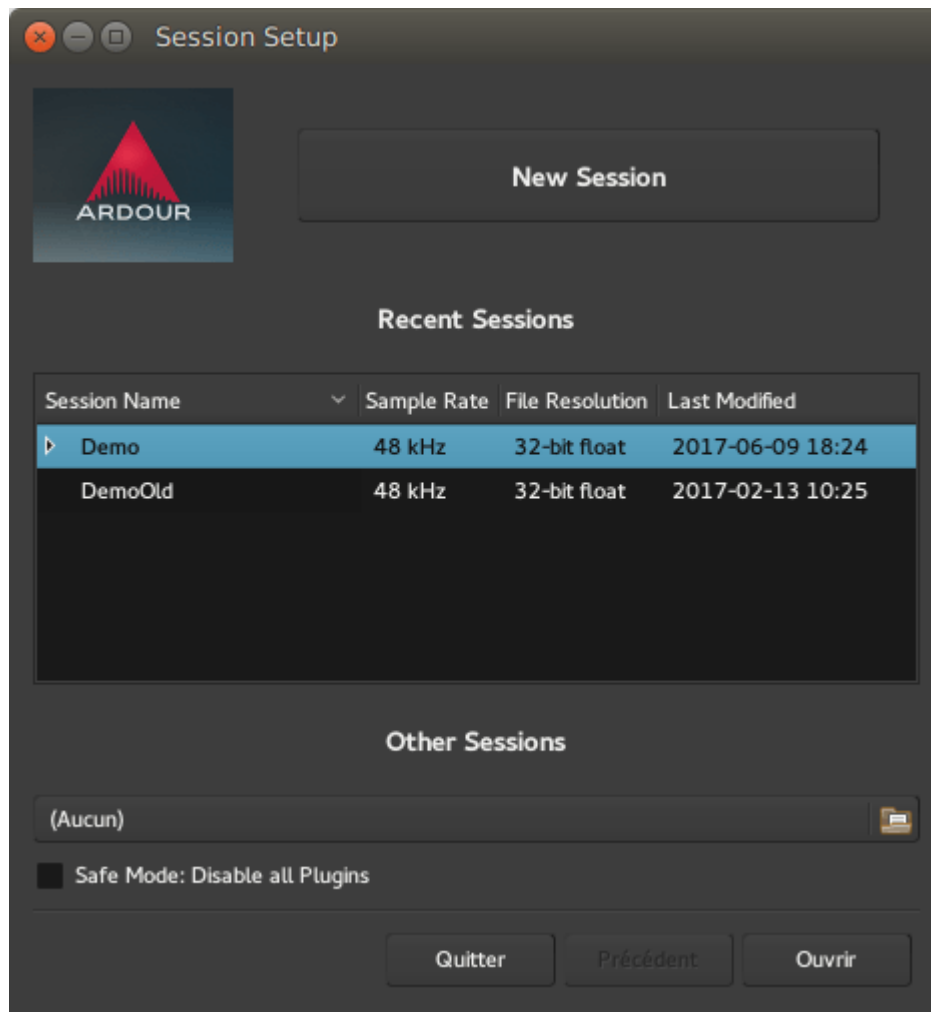 Session Setup
ARDOUR
New Session
Recent Sessions
Session Name Sample Rate File Resolution Last Modified
Demo 48 kHz 32-bit float 2017-06-09 18:24
DemoOld 48 kHz 32-bit float 2017-02-13 10:25
Other Sessions
(Aucun)
Safe Mode: Disable all Plugins
Quitter Précédent Ouvrir